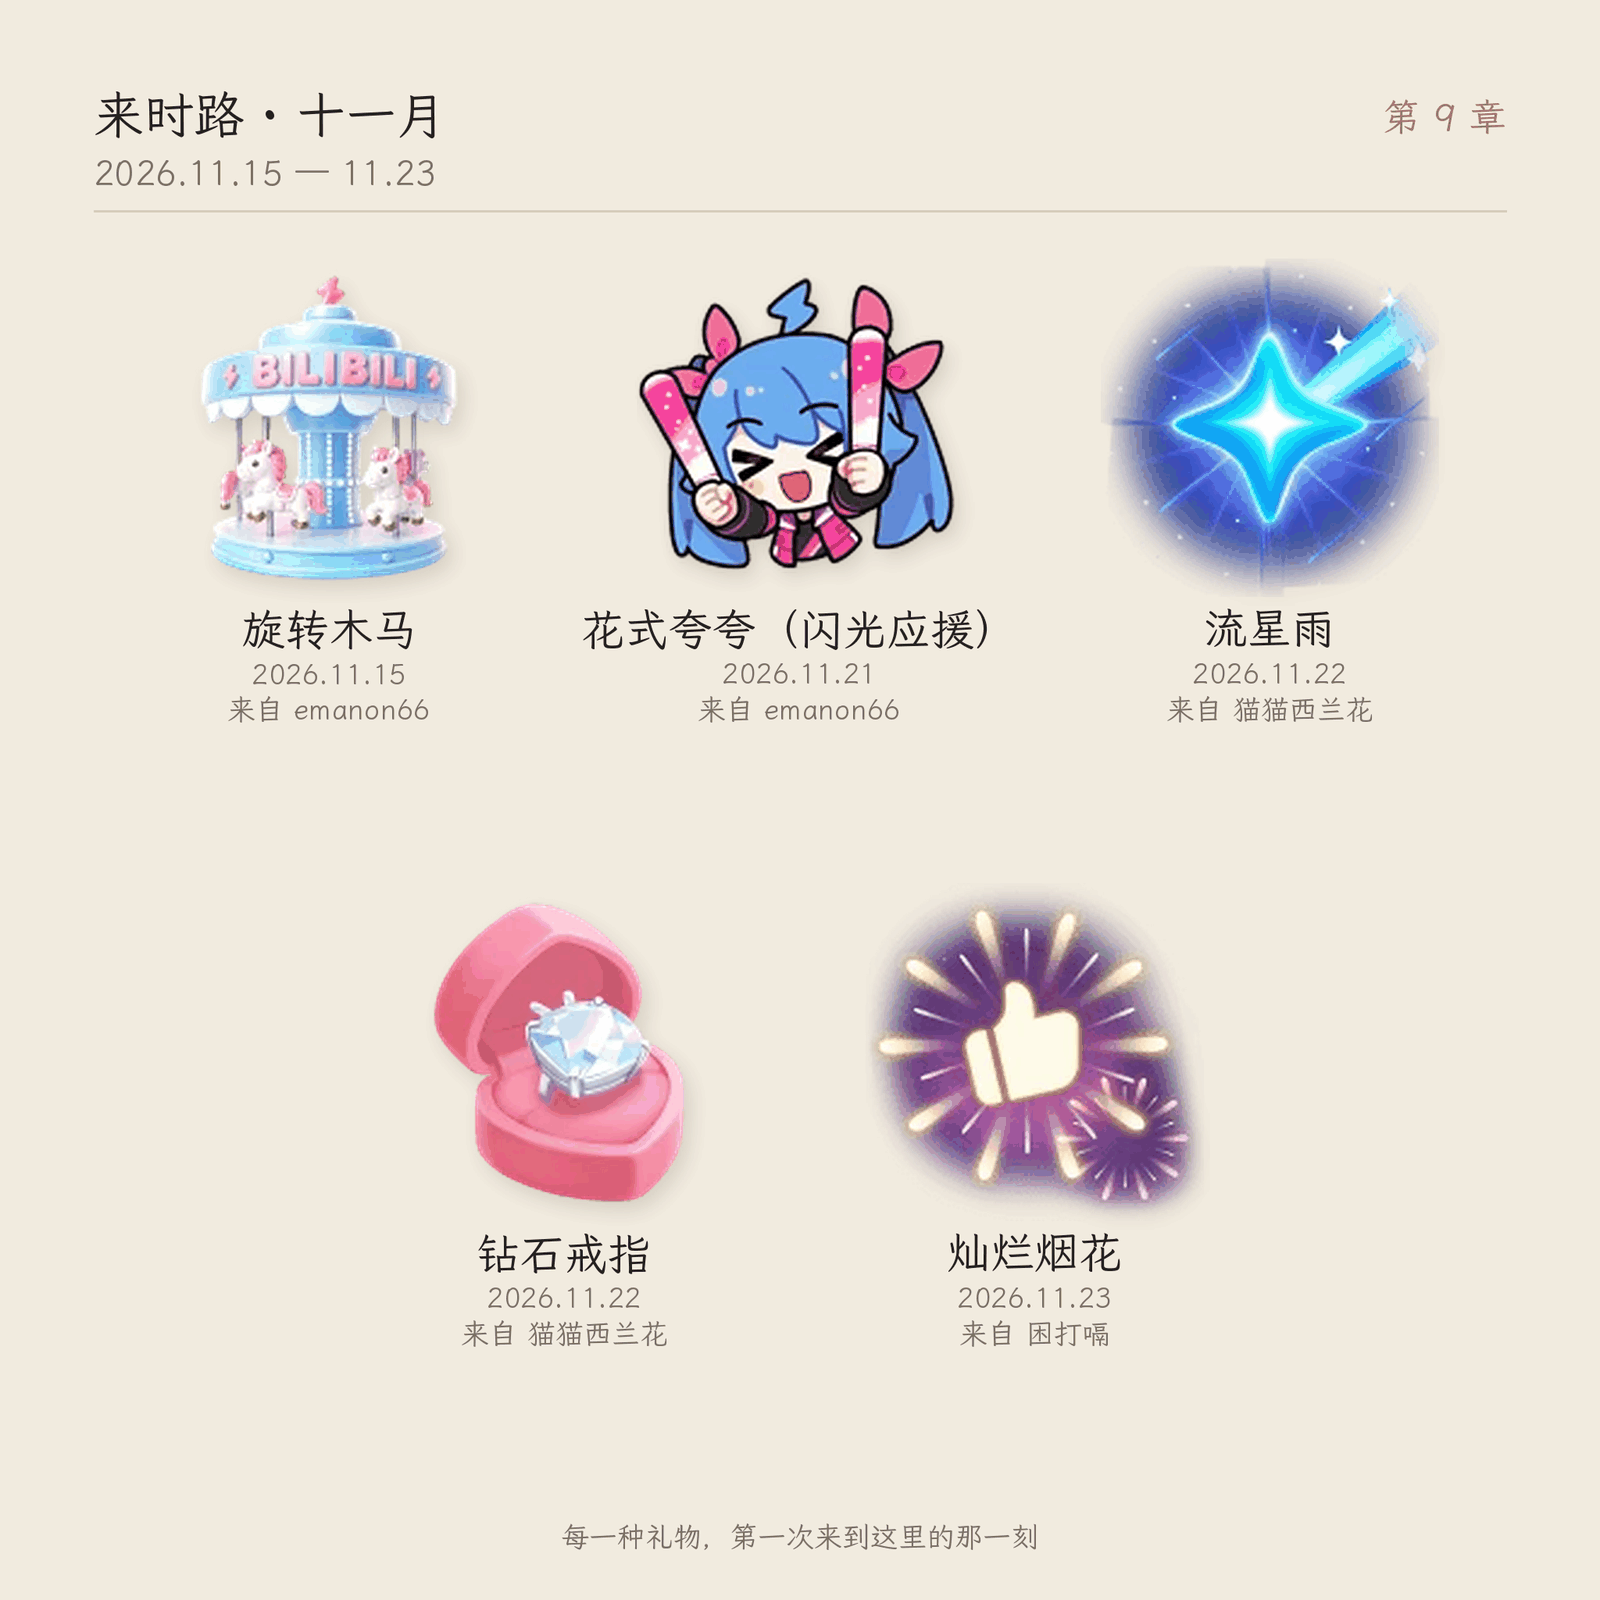 来时路·十一月
第 9 章
2026.11.15 — 11.23
BILIBILI
旋转木马
2026.11.15
来自 emanon66
花式夸夸（闪光应援）
2026.11.21
来自 emanon66
流星雨
2026.11.22
来自 猫猫西兰花
钻石戒指
2026.11.22
来自 猫猫西兰花
灿烂烟花
2026.11.23
来自 困打嗝
每一种礼物，第一次来到这里的那一刻